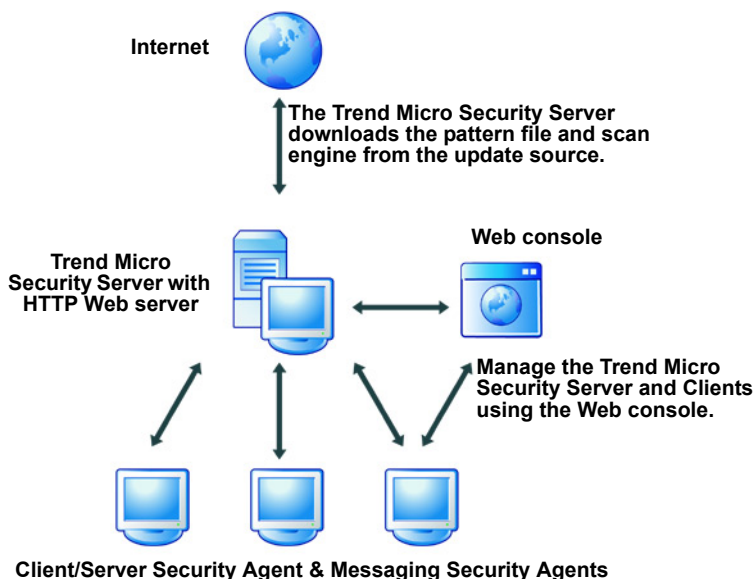 Internet
The Trend Micro Security Server
downloads the pattern file and scan
engine from the update source.
Web console
Trend Micro
Security Server with
HTTP Web server
Manage the Trend Micro
Security Server and Clients
using the Web console.
Client/Server Security Agent & Messaging Security Agents